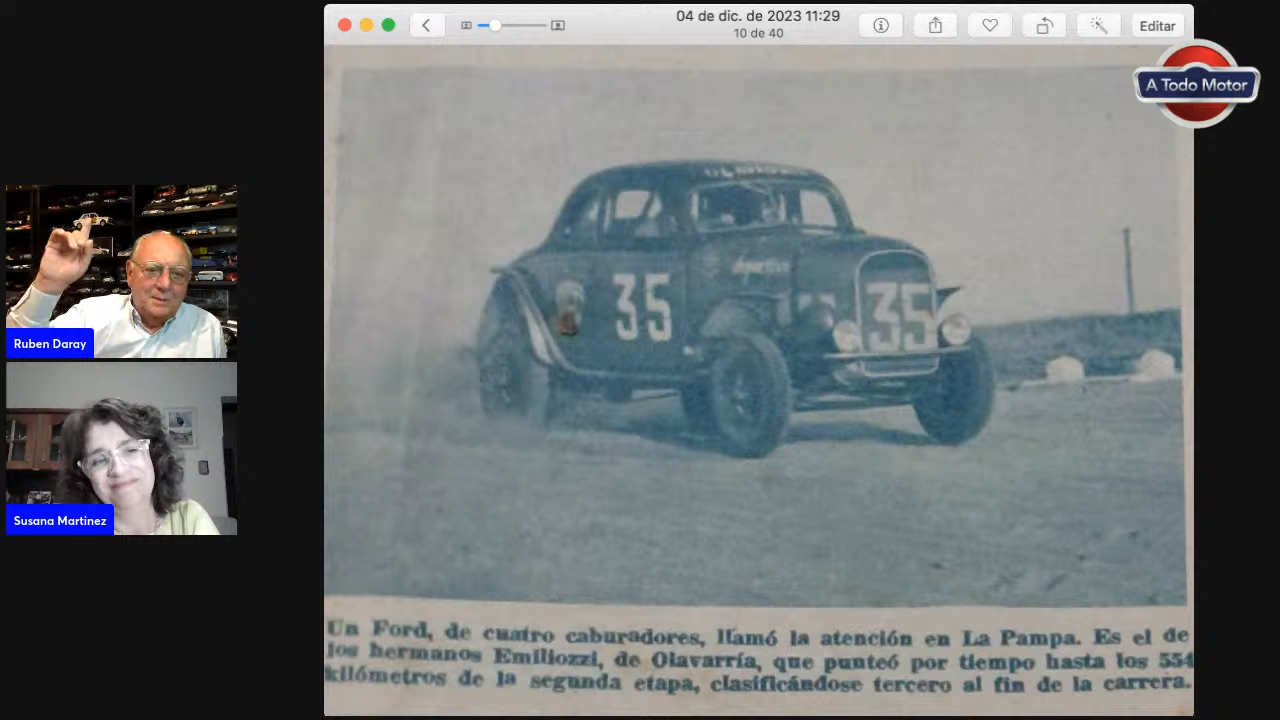 04 de dic. de 2023 11:29
10 de 40
Editar
A Todo Motor
35
35
Ruben Daray
Susana Martinez
Un Ford, de cuatro caburadores, llamó la atención en La Pampa. Es el de
los hermanos Emiliozzi, de Olavarría, que punteó por tiempo hasta los 554
kilómetros de la segunda etapa, clasificándose tercero al fin de la carrera.